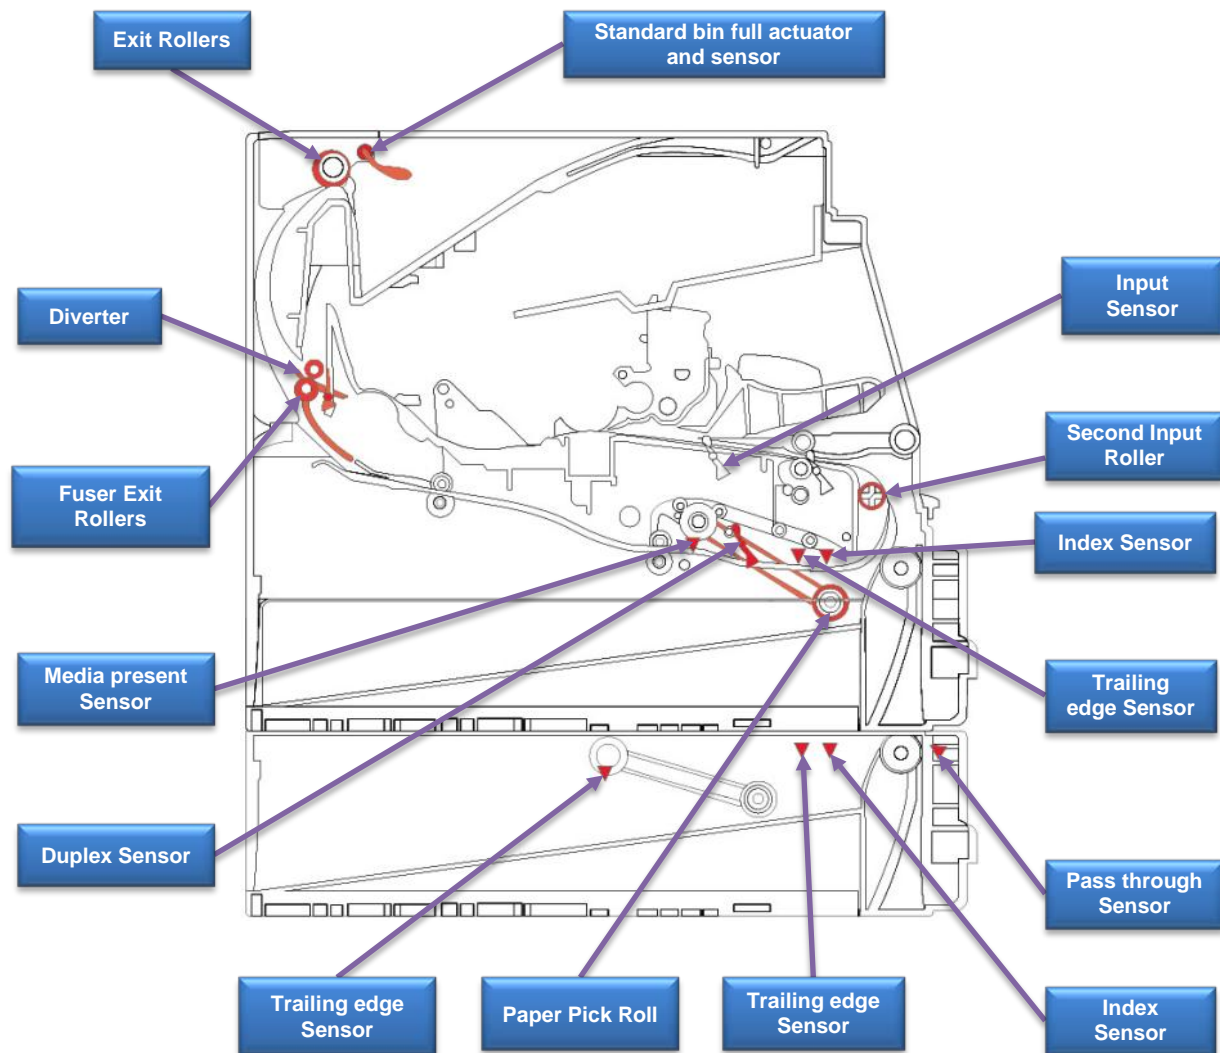 Exit Rollers
Standard bin full actuator
and sensor
Input
Sensor
Diverter
Second Input
Roller
Fuser Exit
Rollers
Index Sensor
Media present
Sensor
Trailing
edge Sensor
Duplex Sensor
Pass through
Sensor
Trailing edge
Sensor
Paper Pick Roll
Trailing edge
Sensor
Index
Sensor